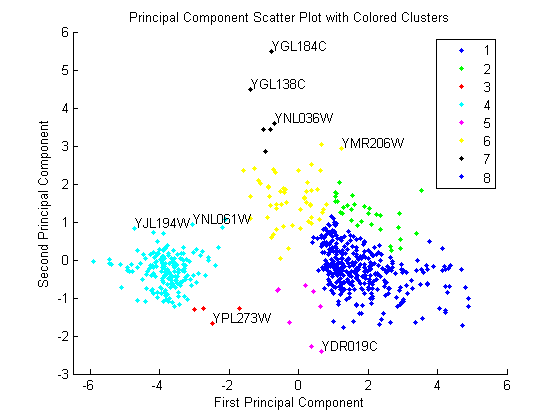 Principal Component Scatter Plot with Colored Clusters
6
5
4
3
2
1
0
-1
-2
-3
-6
-4
-2
0
2
4
6
Second Principal Component
First Principal Component
YGL184C
YGL138C
YNL036W
YMR206W
YJL194W
YNL061W
YPL273W
YDR019C
1
2
3
4
5
6
7
8